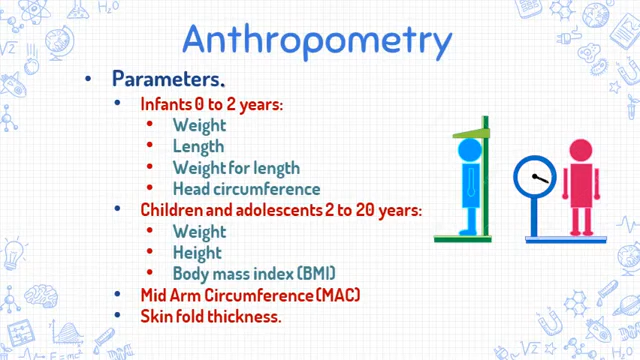 Anthropometry
Parameters.
Infants 0 to 2 years:
Weight
Length
Weight for length
Head circumference
Children and adolescents 2 to 20 years:
Weight
Height
Body mass index (BMI)
Mid Arm Circumference (MAC)
Skin fold thickness.